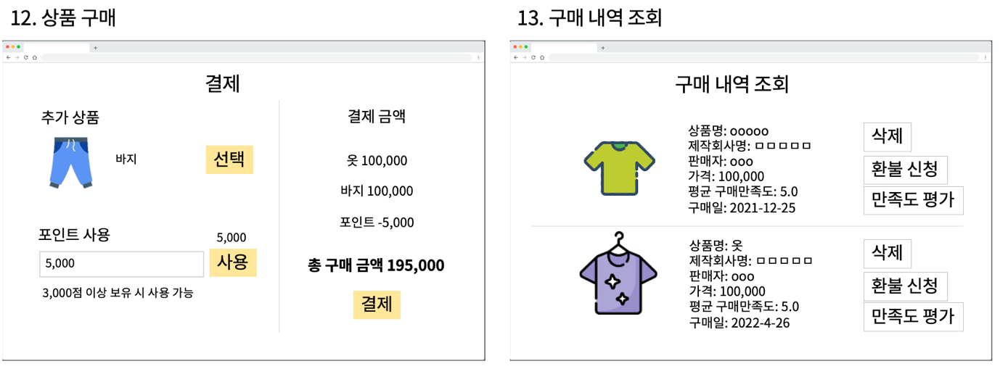 12. 상품 구매
결제
추가 상품
바지
선택
포인트 사용
5,000
5,000
사용
3,000점 이상 보유 시 사용 가능
결제 금액
옷 100,000
바지 100,000
포인트 -5,000
총 구매 금액 195,000
결제
13. 구매 내역 조회
구매 내역 조회
상품명: ooooo
제작회사명: ㅁㅁㅁㅁㅁ
판매자: ooo
가격: 100,000
평균 구매만족도: 5.0
구매일: 2021-12-25
삭제
환불 신청
만족도 평가
상품명: 옷
제작회사명: ㅁㅁㅁㅁㅁ
판매자: ooo
가격: 100,000
평균 구매만족도: 5.0
구매일: 2022-4-26
삭제
환불 신청
만족도 평가